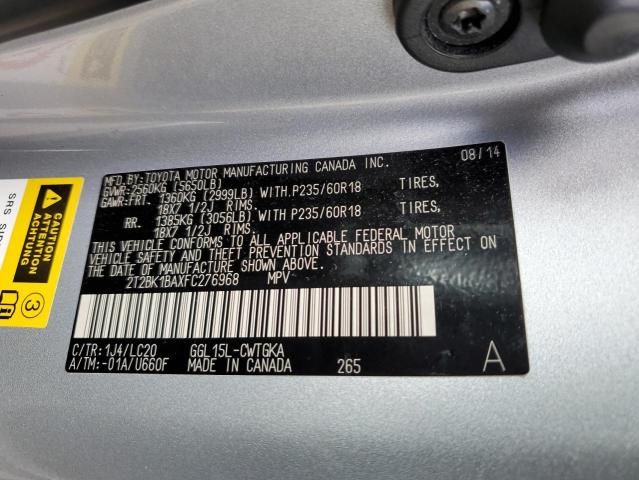 MFD.BY:TOYOTA MOTOR MANUFACTURING CANADA INC. 08/14
GVWR:2560KG (5650LB)
GAWR:FRT. 1360KG (2999LB) WITH.P235/60R18 TIRES,
18X7 1/2J RIMS.
RR. 1385KG (3056LB) WITH.P235/60R18 TIRES,
18X7 1/2J RIMS.
THIS VEHICLE CONFORMS TO ALL APPLICABLE FEDERAL MOTOR
VEHICLE SAFETY AND THEFT PREVENTION STANDARDS IN EFFECT ON
THE DATE OF MANUFACTURE SHOWN ABOVE.
2T2BK1BAXFC276968 MPV
C/TR:1J4/LC20 GGL15L-CWTGKA
A/TM:-01A/U660F MADE IN CANADA 265 A
CAUTION
ATTENTION
ACHTUNG
SRS
3